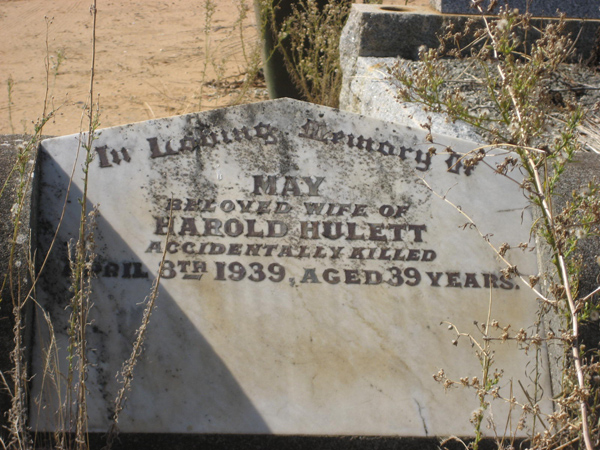 In Loving Memory of
MAY
BELOVED WIFE OF
HAROLD HULETT
ACCIDENTALLY KILLED
APRIL 8TH 1939, AGED 39 YEARS.